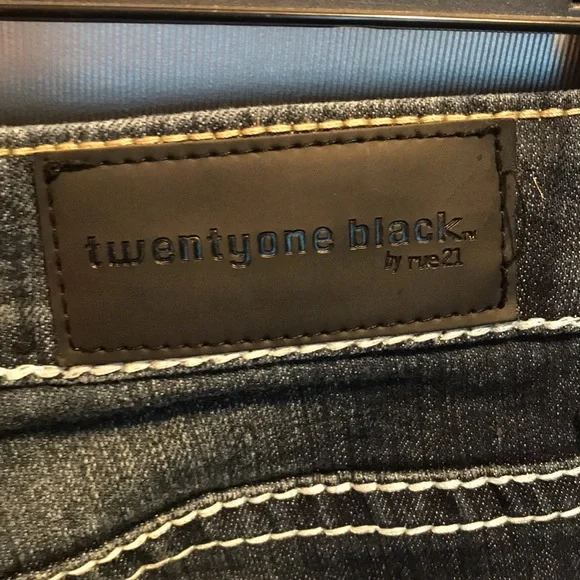 twentyone black™
by rue21